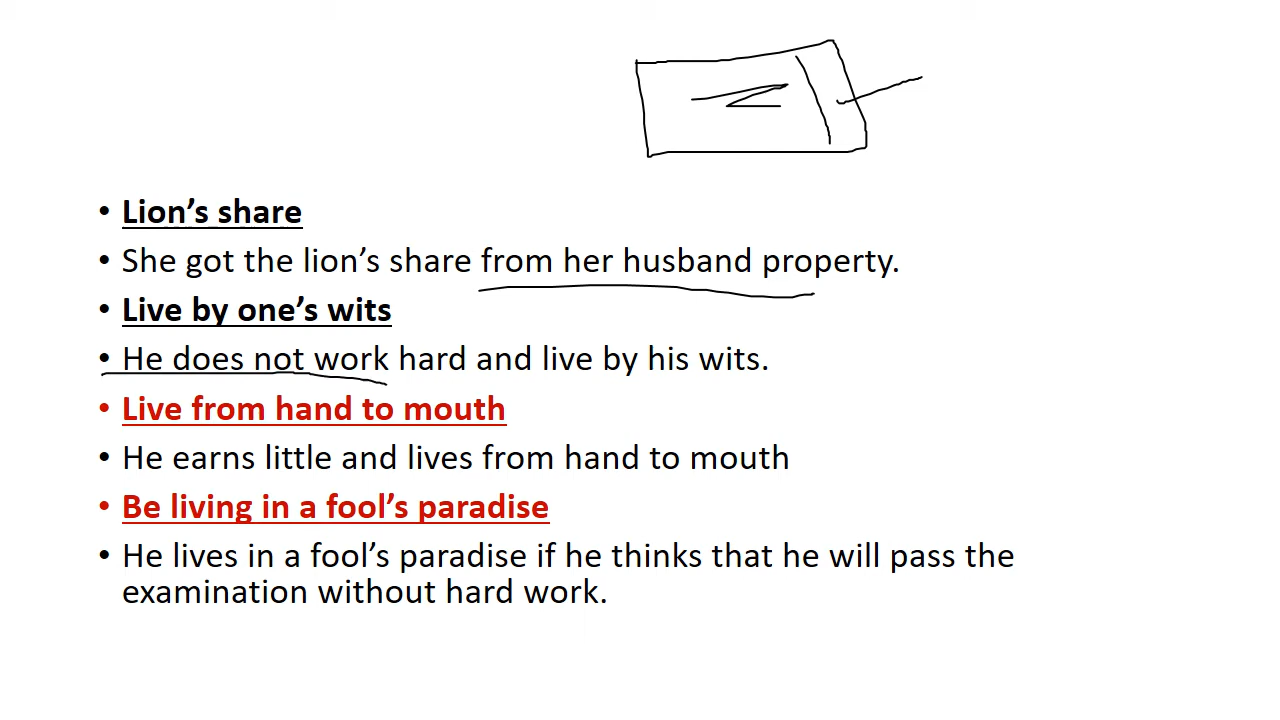 • Lion’s share
• She got the lion’s share from her husband property.
• Live by one’s wits
• He does not work hard and live by his wits.
• Live from hand to mouth
• He earns little and lives from hand to mouth
• Be living in a fool’s paradise
• He lives in a fool’s paradise if he thinks that he will pass the
examination without hard work.